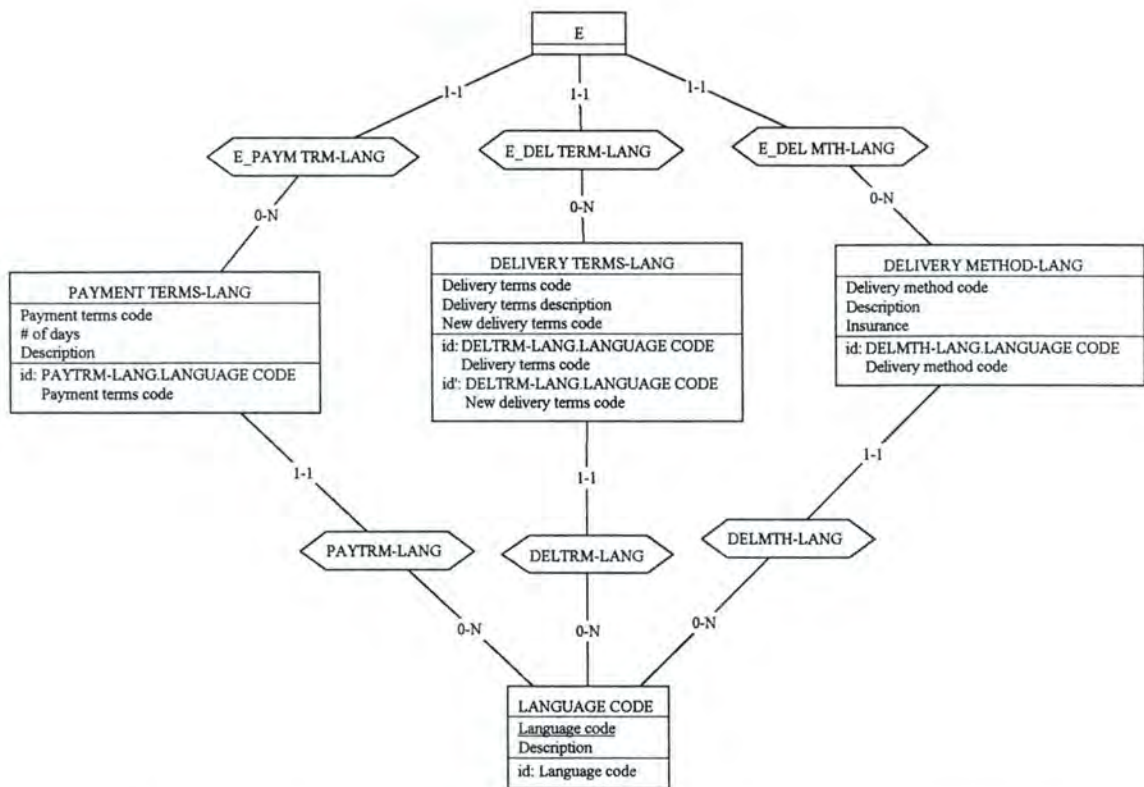 E
1-1
1-1
1-1
E_PAYM TRM-LANG
E_DEL TERM-LANG
E_DEL MTH-LANG
0-N
0-N
0-N
PAYMENT TERMS-LANG
Payment terms code
# of days
Description
id: PAYTRM-LANG.LANGUAGE CODE
Payment terms code
DELIVERY TERMS-LANG
Delivery terms code
Delivery terms description
New delivery terms code
id: DELTRM-LANG.LANGUAGE CODE
Delivery terms code
id': DELTRM-LANG.LANGUAGE CODE
New delivery terms code
DELIVERY METHOD-LANG
Delivery method code
Description
Insurance
id: DELMTH-LANG.LANGUAGE CODE
Delivery method code
1-1
1-1
1-1
PAYTRM-LANG
DELTRM-LANG
DELMTH-LANG
0-N
0-N
0-N
LANGUAGE CODE
Language code
Description
id: Language code